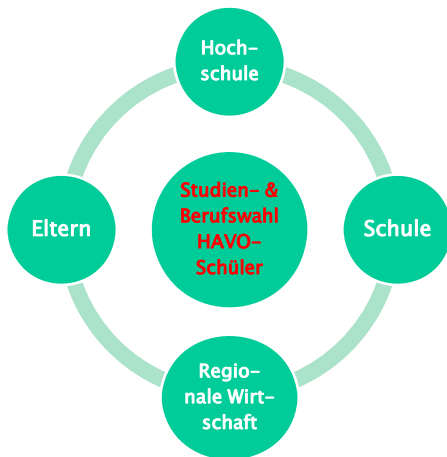 Hoch-
schule
Studien- &
Berufswahl
HAVO-
Schüler
Eltern
Schule
Regio-
nale Wirt-
schaft